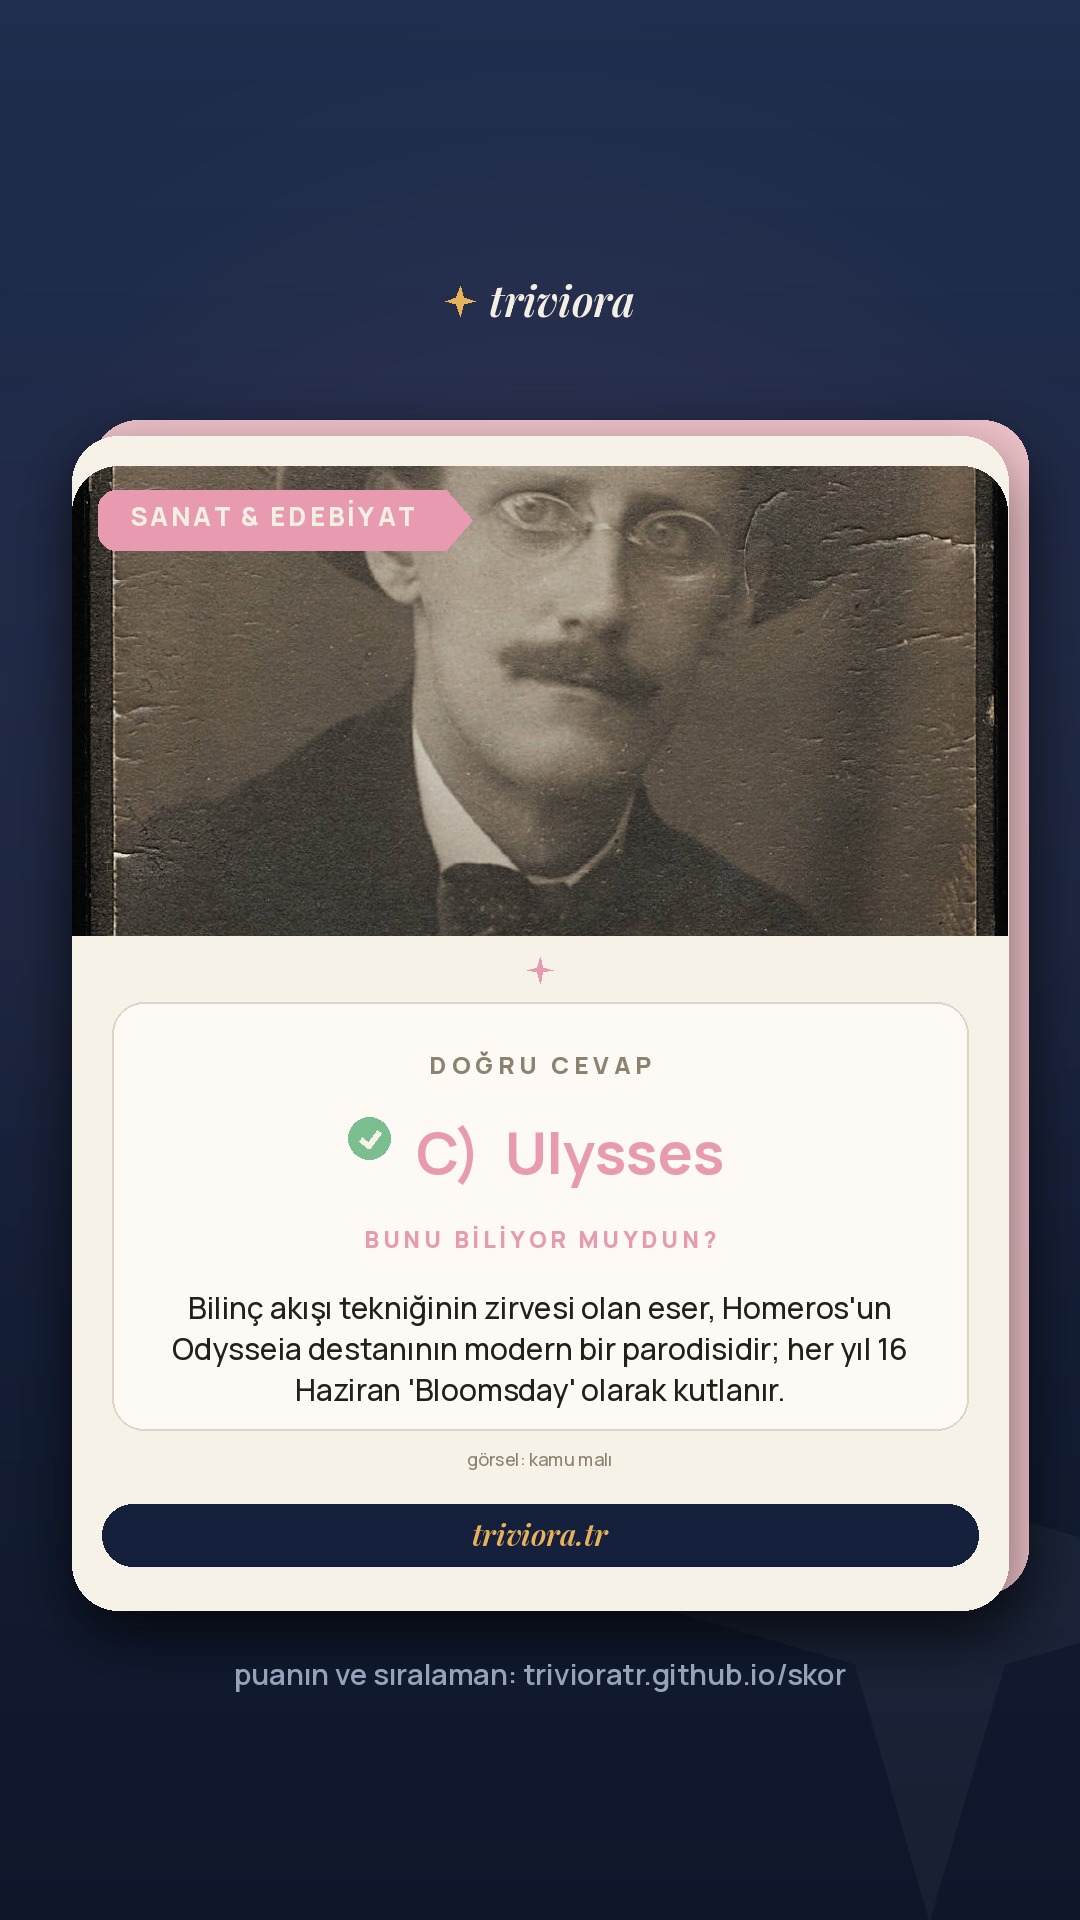 triviora
SANAT & EDEBİYAT
DOĞRU CEVAP
C) Ulysses
BUNU BİLİYOR MUYDUN?
Bilinç akışı tekniğinin zirvesi olan eser, Homeros'un
Odysseia destanının modern bir parodisidir; her yıl 16
Haziran 'Bloomsday' olarak kutlanır.
görsel: kamu malı
triviora.tr
puanın ve sıralaman: trivioratr.github.io/skor